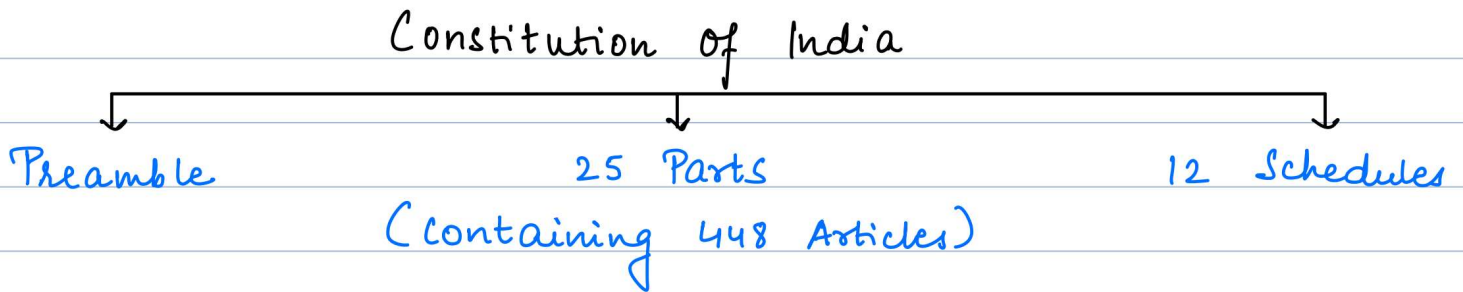 Constitution of India
Preamble 25 Parts 12 Schedules
(containing 448 Articles)